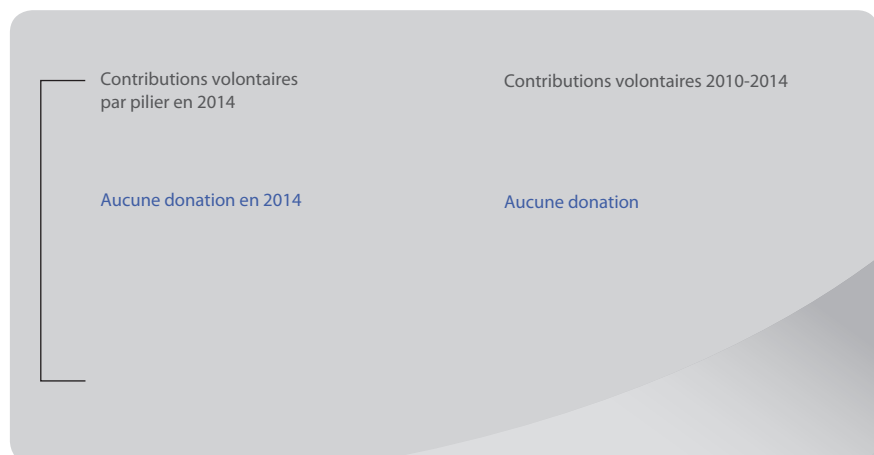 Contributions volontaires
par pilier en 2014
Aucune donation en 2014
Contributions volontaires 2010-2014
Aucune donation